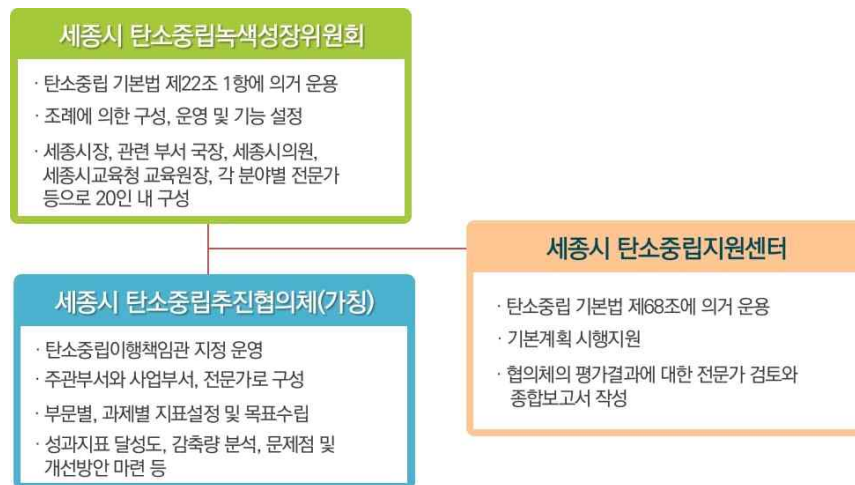 세종시 탄소중립녹색성장위원회
· 탄소중립 기본법 제22조 1항에 의거 운용
· 조례에 의한 구성, 운영 및 기능 설정
· 세종시장, 관련 부서 국장, 세종시의원,
세종시교육청 교육원장, 각 분야별 전문가
등으로 20인 내 구성
세종시 탄소중립추진협의체(가칭)
· 탄소중립이행책임관 지정 운영
· 주관부서와 사업부서, 전문가로 구성
· 부문별, 과제별 지표설정 및 목표수립
· 성과지표 달성도, 감축량 분석, 문제점 및
개선방안 마련 등
세종시 탄소중립지원센터
· 탄소중립 기본법 제68조에 의거 운용
· 기본계획 시행지원
· 협의체의 평가결과에 대한 전문가 검토와
종합보고서 작성